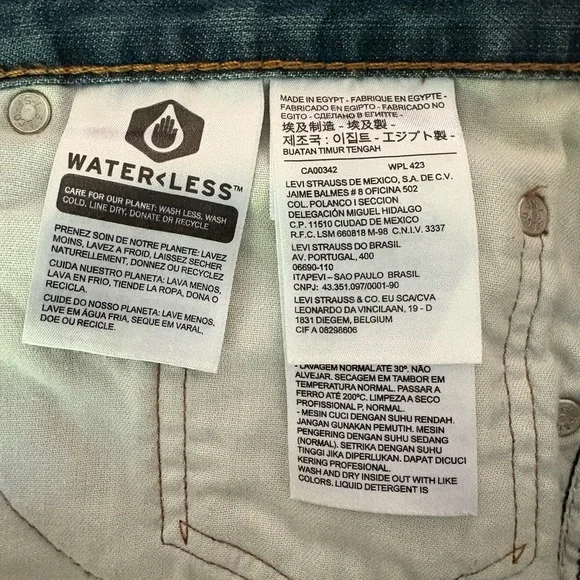 WATER<LESS™
CARE FOR OUR PLANET: WASH LESS, WASH
COLD, LINE DRY, DONATE OR RECYCLE
PRENEZ SOIN DE NOTRE PLANETE: LAVEZ
MOINS, LAVEZ A FROID, LAISSEZ SECHER
NATURELLEMENT, DONNEZ OU RECYCLEZ
CUIDA NUESTRO PLANETA: LAVA MENOS,
LAVA EN FRIO, TIENDE LA ROPA, DONA O
RECICLA.
CUIDE DO NOSSO PLANETA: LAVE MENOS,
LAVE EM ÁGUA FRIA, SEQUE EM VARAL,
DOE OU RECICLE.
MADE IN EGYPT - FABRIQUE EN EGYPTE -
FABRICADO EN EGIPTO - FABRICADO NO
EGITO - СДЕЛАНО В ЕГИПТЕ -
埃及制造 - 埃及製 -
제조국 : 이집트 - エジプト製 -
BUATAN TIMUR TENGAH
CA00342 WPL 423
LEVI STRAUSS DE MEXICO, S.A. DE C.V.
JAIME BALMES # 8 OFICINA 502
COL. POLANCO I SECCION
DELEGACIÓN MIGUEL HIDALGO
C.P. 11510 CIUDAD DE MEXICO
R.F.C. LSM 660818 M-98 C.N.I.V. 3337
LEVI STRAUSS DO BRASIL
AV. PORTUGAL, 400
06690-110
ITAPEVI – SAO PAULO BRASIL
CNPJ: 43.351.097/0001-90
LEVI STRAUSS & CO. EU SCA/CVA
LEONARDO DA VINCILAAN, 19 - D
1831 DIEGEM, BELGIUM
CIF A 08298606
- LAVAGEM NORMAL ATÉ 30º. NÃO
ALVEJAR. SECAGEM EM TAMBOR EM
TEMPERATURA NORMAL. PASSAR A
FERRO ATÉ 200ºC. LIMPEZA A SECO
PROFISSIONAL P, NORMAL.
- MESIN CUCI DENGAN SUHU RENDAH.
JANGAN GUNAKAN PEMUTIH. MESIN
PENGERING DENGAN SUHU SEDANG
(NORMAL). SETRIKA DENGAN SUHU
TINGGI JIKA DIPERLUKAN. DAPAT DICUCI
KERING PROFESIONAL.
WASH AND DRY INSIDE OUT WITH LIKE
COLORS. LIQUID DETERGENT IS